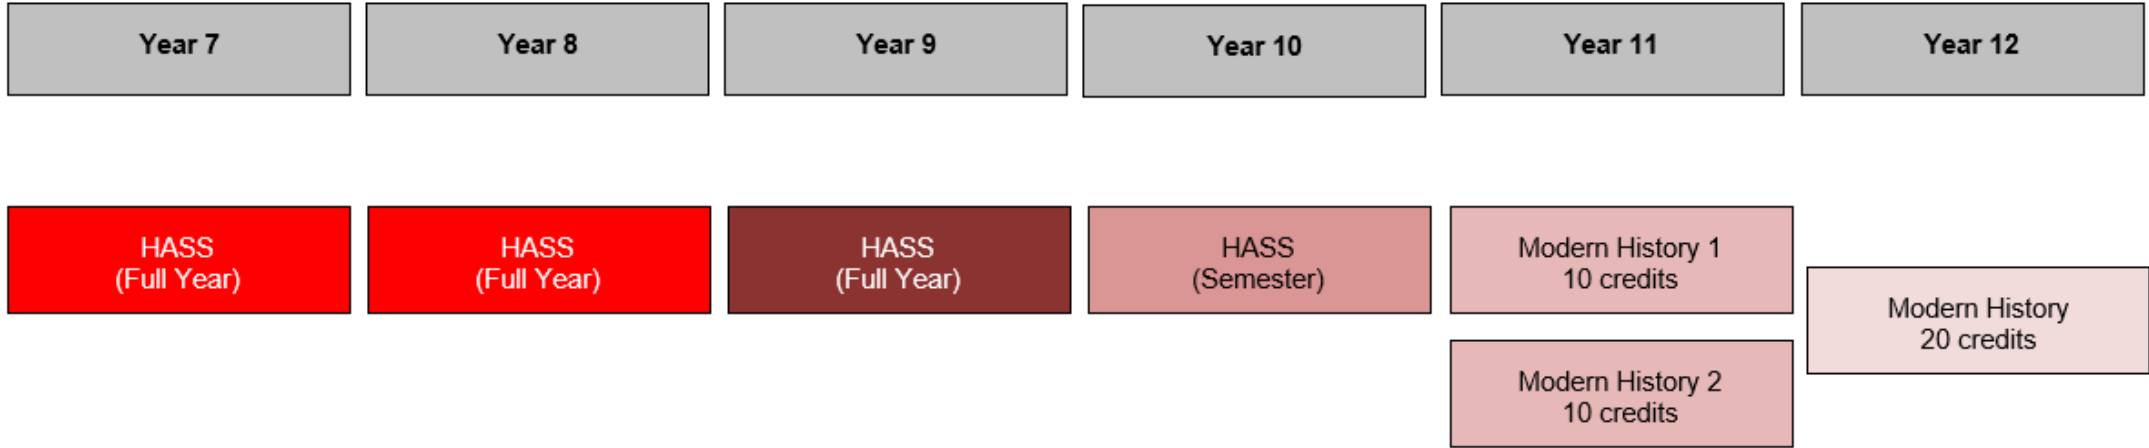 Year 7
Year 8
Year 9
Year 10
Year 11
Year 12
HASS
(Full Year)
HASS
(Full Year)
HASS
(Full Year)
HASS
(Semester)
Modern History 1
10 credits
Modern History 2
10 credits
Modern History
20 credits